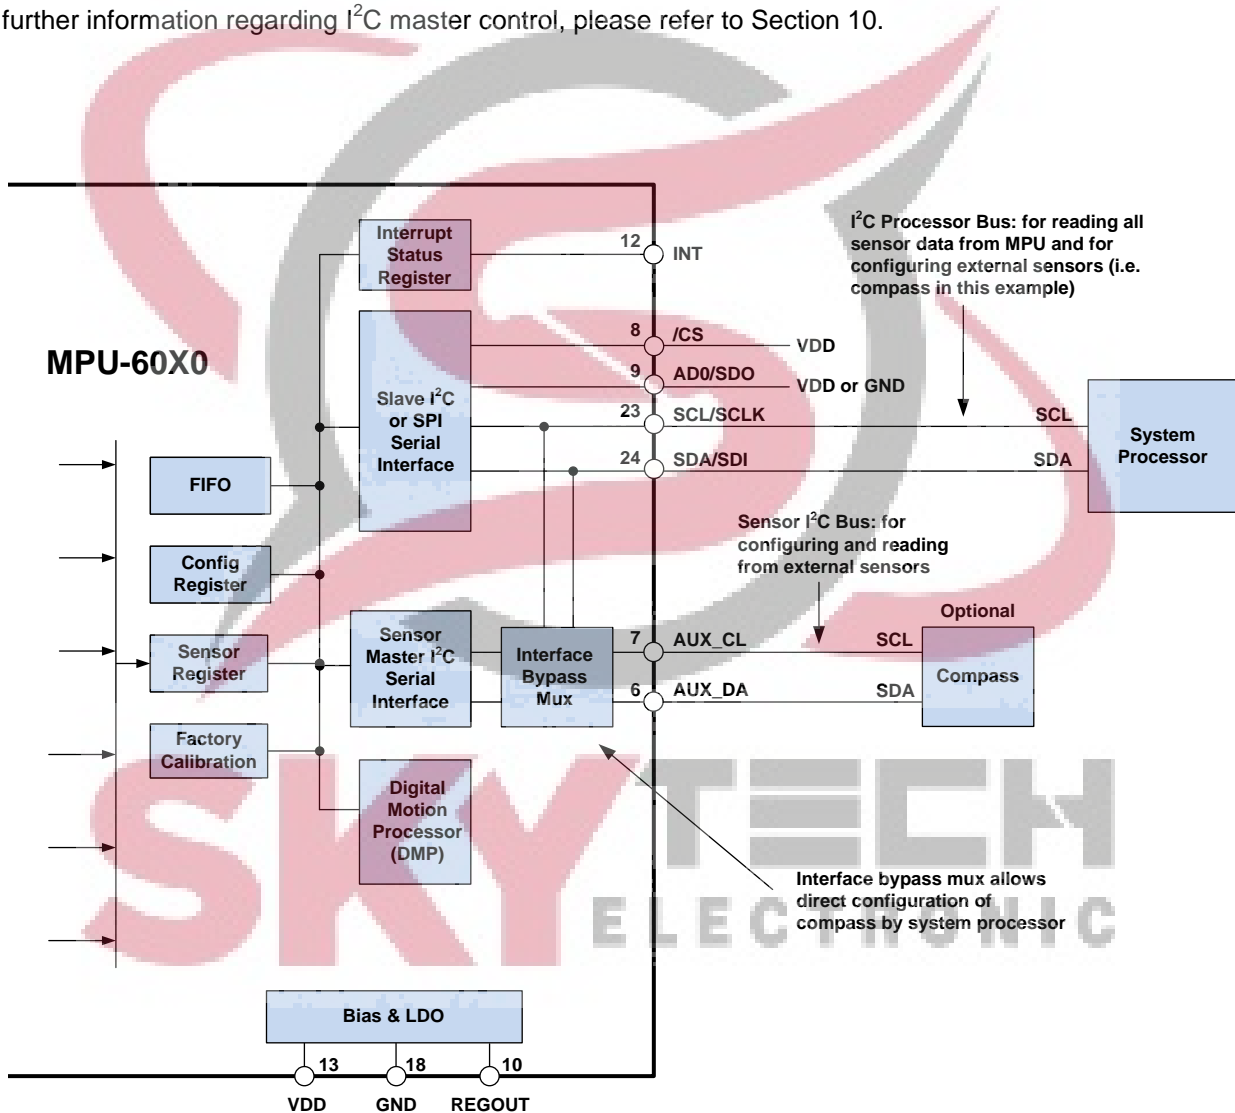 further information regarding I²C master control, please refer to Section 10.
Interrupt
Status
Register
12
INT
I²C Processor Bus: for reading all
sensor data from MPU and for
configuring external sensors (i.e.
compass in this example)
MPU-60X0
8
/CS
VDD
9
AD0/SDO
VDD or GND
Slave I²C
or SPI
Serial
Interface
23
SCL/SCLK
SCL
24
SDA/SDI
SDA
System
Processor
FIFO
Sensor I²C Bus: for
configuring and reading
from external sensors
Config
Register
Optional
Sensor
Register
Sensor
Master I²C
Serial
Interface
Interface
Bypass
Mux
7
AUX_CL
SCL
6
AUX_DA
SDA
Compass
Factory
Calibration
Digital
Motion
Processor
(DMP)
SKYTECH
ELECTRONIC
Interface bypass mux allows
direct configuration of
compass by system processor
Bias & LDO
13
18
10
VDD
GND
REGOUT